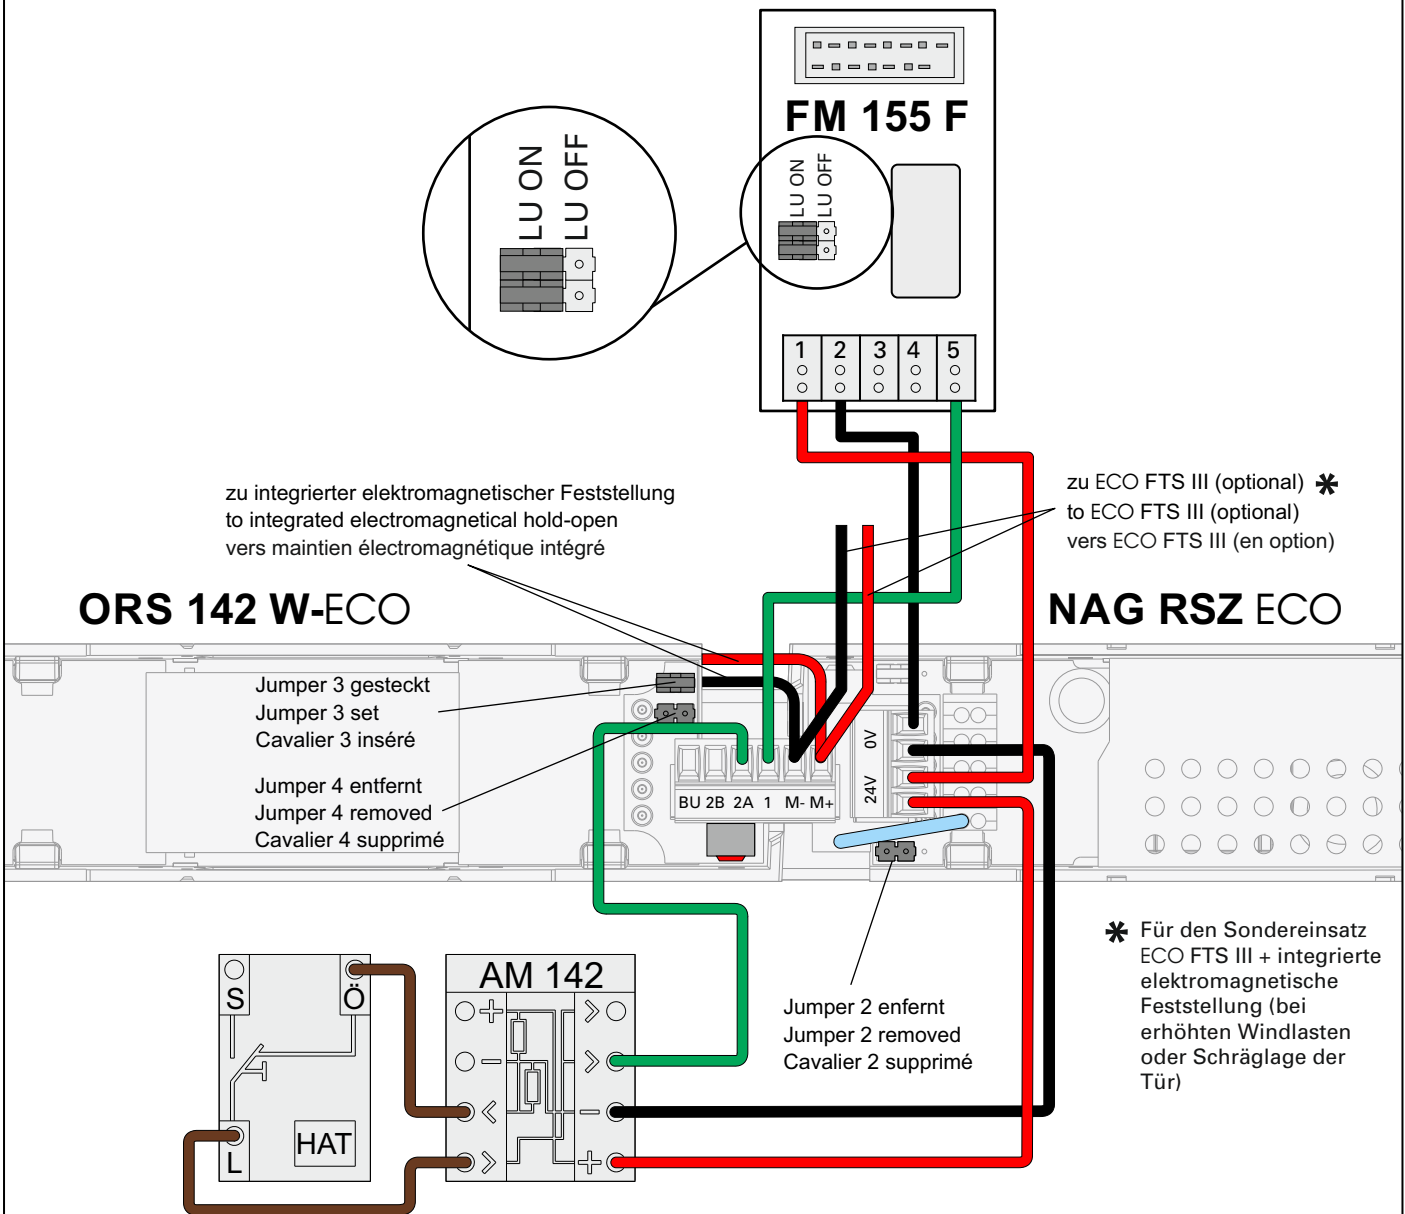 FM 155 F
LU ON
LU OFF
LU ON
LU OFF
1 2 3 4 5
zu integrierter elektromagnetischer Feststellung
to integrated electromagnetical hold-open
vers maintien électromagnétique intégré
zu ECO FTS III (optional) *
to ECO FTS III (optional)
vers ECO FTS III (en option)
ORS 142 W-ECO
NAG RSZ ECO
Jumper 3 gesteckt
Jumper 3 set
Cavalier 3 inséré
Jumper 4 entfernt
Jumper 4 removed
Cavalier 4 supprimé
BU 2B 2A 1 M- M+
0V
24V
* Für den Sondereinsatz
ECO FTS III + integrierte
elektromagnetische
Feststellung (bei
erhöhten Windlasten
oder Schräglage der
Tür)
Jumper 2 enfernt
Jumper 2 removed
Cavalier 2 supprimé
S
Ö
L
HAT
AM 142
+ >
- >
< -
> +